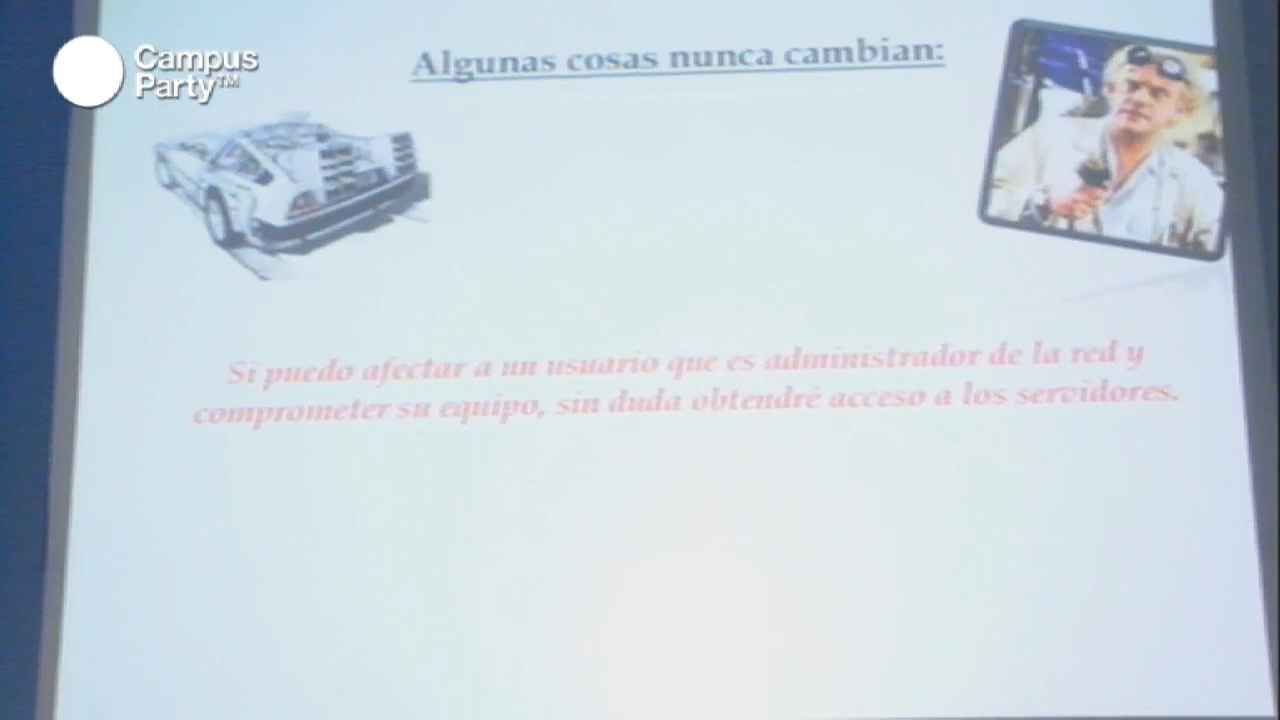 Campus
Party™
Algunas cosas nunca cambian:
Si puedo afectar a un usuario que es administrador de la red y
comprometer su equipo, sin duda obtendré acceso a los servidores.